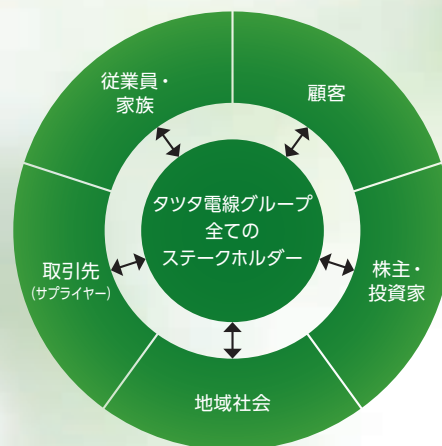 従業員・
家族
顧客
タツタ電線グループ
全ての
ステークホルダー
取引先
(サプライヤー)
株主・
投資家
地域社会